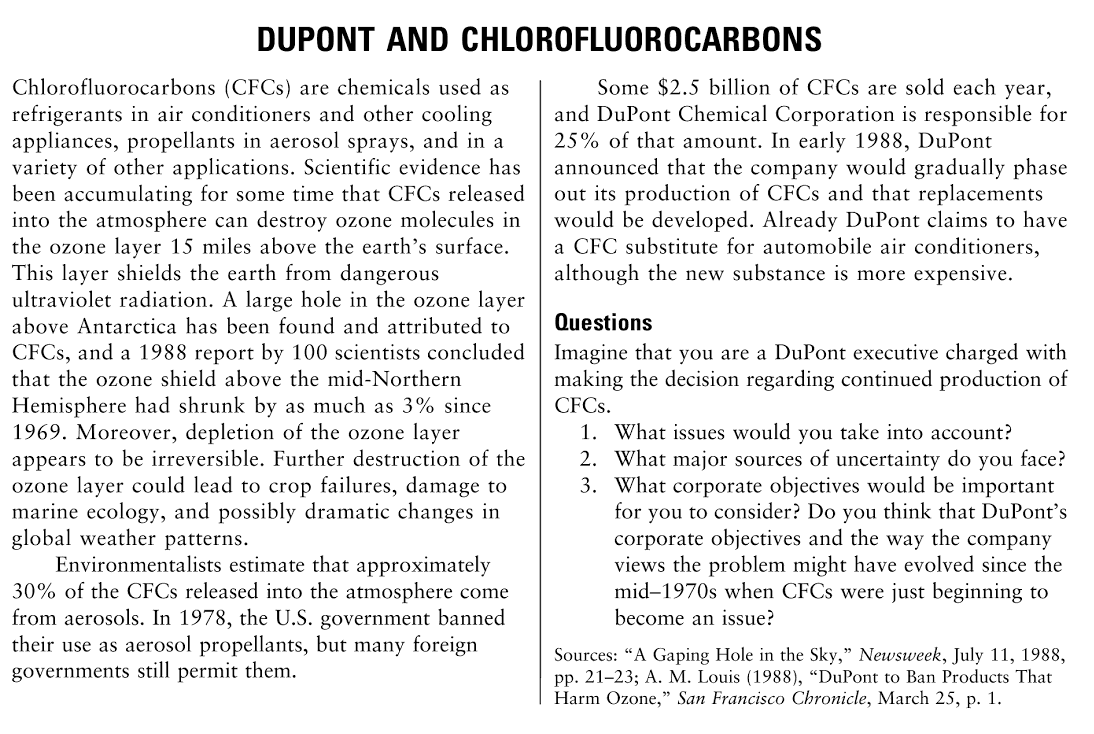 DUPONT AND CHLOROFLUOROCARBONS
Chlorofluorocarbons (CFCs) are chemicals used as
refrigerants in air conditioners and other cooling
appliances, propellants in aerosol sprays, and in a
variety of other applications. Scientific evidence has
been accumulating for some time that CFCs released
into the atmosphere can destroy ozone molecules in
the ozone layer 15 miles above the earth's surface.
This layer shields the earth from dangerous
ultraviolet radiation. A large hole in the ozone layer
above Antarctica has been found and attributed to
CFCs, and a 1988 report by 100 scientists concluded
that the ozone shield above the mid-Northern
Hemisphere had shrunk by as much as 3% since
1969. Moreover, depletion of the ozone layer
appears to be irreversible. Further destruction of the
ozone layer could lead to crop failures, damage to
marine ecology, and possibly dramatic changes in
global weather patterns.
Environmentalists estimate that approximately
30% of the CFCs released into the atmosphere come
from aerosols. In 1978, the U.S. government banned
their use as aerosol propellants, but many foreign
governments still permit them.
Some $2.5 billion of CFCs are sold each year,
and DuPont Chemical Corporation is responsible for
25% of that amount. In early 1988, DuPont
announced that the company would gradually phase
out its production of CFCs and that replacements
would be developed. Already DuPont claims to have
a CFC substitute for automobile air conditioners,
although the new substance is more expensive.
Questions
Imagine that you are a DuPont executive charged with
making the decision regarding continued production of
CFCs.
1. What issues would you take into account?
2. What major sources of uncertainty do you face?
3. What corporate objectives would be important
for you to consider? Do you think that DuPont's
corporate objectives and the way the company
views the problem might have evolved since the
mid–1970s when CFCs were just beginning to
become an issue?
Sources: "A Gaping Hole in the Sky," Newsweek, July 11, 1988,
pp. 21–23; A. M. Louis (1988), "DuPont to Ban Products That
Harm Ozone," San Francisco Chronicle, March 25, p. 1.